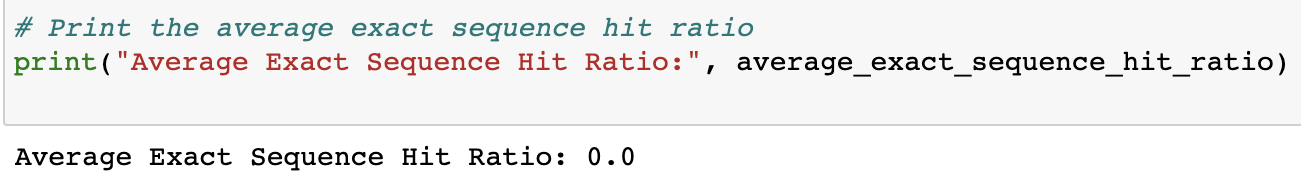 # Print the average exact sequence hit ratio
print("Average Exact Sequence Hit Ratio:", average_exact_sequence_hit_ratio)
Average Exact Sequence Hit Ratio: 0.0